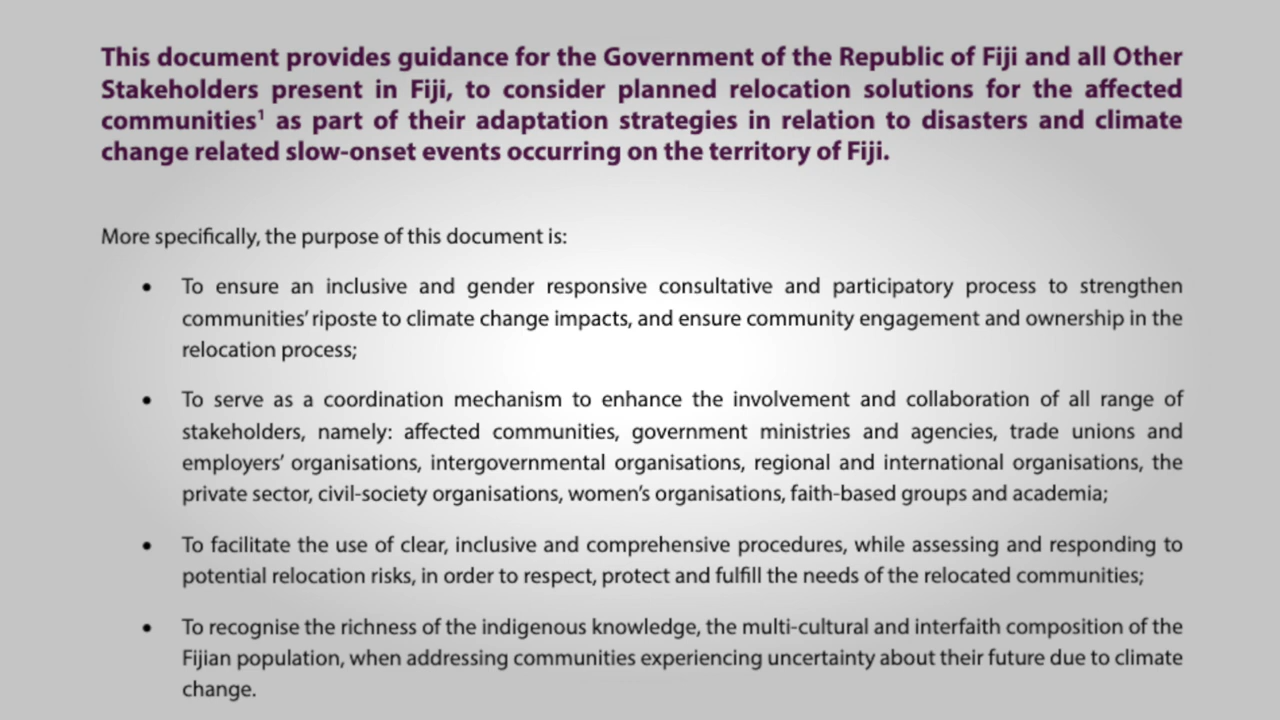 This document provides guidance for the Government of the Republic of Fiji and all Other
Stakeholders present in Fiji, to consider planned relocation solutions for the affected
communities¹ as part of their adaptation strategies in relation to disasters and climate
change related slow-onset events occurring on the territory of Fiji.
More specifically, the purpose of this document is:
• To ensure an inclusive and gender responsive consultative and participatory process to strengthen
communities’ riposte to climate change impacts, and ensure community engagement and ownership in the
relocation process;
• To serve as a coordination mechanism to enhance the involvement and collaboration of all range of
stakeholders, namely: affected communities, government ministries and agencies, trade unions and
employers’ organisations, intergovernmental organisations, regional and international organisations, the
private sector, civil-society organisations, women’s organisations, faith-based groups and academia;
• To facilitate the use of clear, inclusive and comprehensive procedures, while assessing and responding to
potential relocation risks, in order to respect, protect and fulfill the needs of the relocated communities;
• To recognise the richness of the indigenous knowledge, the multi-cultural and interfaith composition of the
Fijian population, when addressing communities experiencing uncertainty about their future due to climate
change.